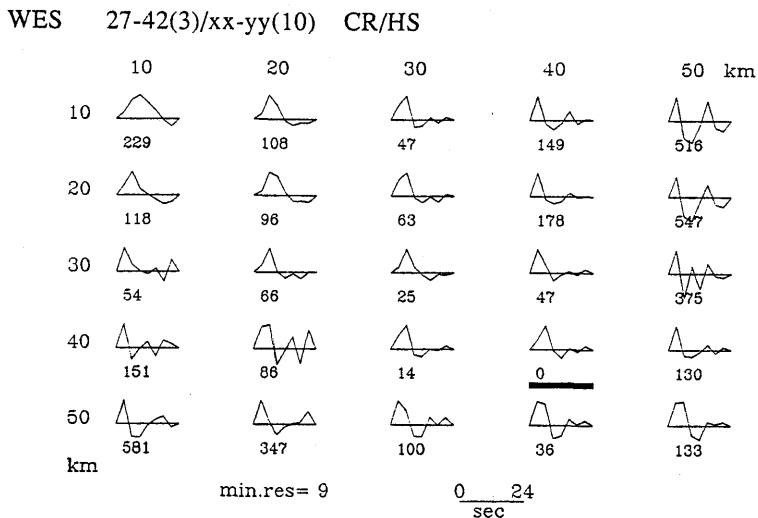 WES 27-42(3)/xx-yy(10) CR/HS
10 20 30 40 50 km
10
229 108 47 149 516
20
118 96 63 178 547
30
54 66 25 47 375
40
151 86 14 0 130
50
581 347 100 36 133
km
min.res= 9 0 24
sec